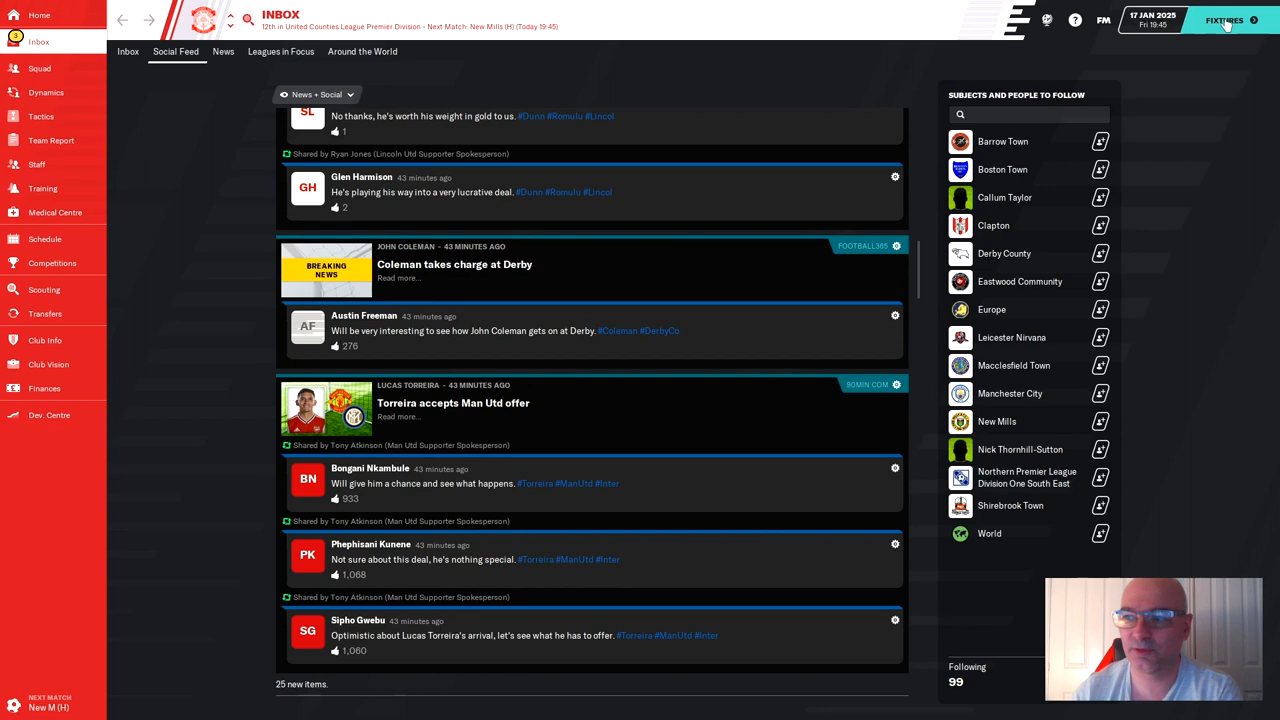 Home
3
Inbox
Squad
Dynamics
Tactics
Team Report
Staff
Training
Medical Centre
Schedule
Competitions
Scouting
Transfers
Club Info
Club Vision
Finances
Dev. Centre
NEXT MATCH
New M (H)
INBOX
12th in United Counties League Premier Division - Next Match: New Mills (H) (Today 19:45)
?
FM
17 JAN 2025
Fri 19:45
FIXTURES
Inbox
Social Feed
News
Leagues in Focus
Around the World
News + Social
SL
No thanks, he's worth his weight in gold to us. #Dunn #Romulu #Lincol
1
Shared by Ryan Jones (Lincoln Utd Supporter Spokesperson)
GH
Glen Harmison 43 minutes ago
He's playing his way into a very lucrative deal. #Dunn #Romulu #Lincol
2
BREAKING
NEWS
JOHN COLEMAN - 43 MINUTES AGO
FOOTBALL365
Coleman takes charge at Derby
Read more...
AF
Austin Freeman 43 minutes ago
Will be very interesting to see how John Coleman gets on at Derby. #Coleman #DerbyCo
276
LUCAS TORREIRA - 43 MINUTES AGO
90MIN.COM
Torreira accepts Man Utd offer
Read more...
Shared by Tony Atkinson (Man Utd Supporter Spokesperson)
BN
Bongani Nkambule 43 minutes ago
Will give him a chance and see what happens. #Torreira #ManUtd #Inter
933
Shared by Tony Atkinson (Man Utd Supporter Spokesperson)
PK
Phephisani Kunene 43 minutes ago
Not sure about this deal, he's nothing special. #Torreira #ManUtd #Inter
1,068
Shared by Tony Atkinson (Man Utd Supporter Spokesperson)
SG
Sipho Gwebu 43 minutes ago
Optimistic about Lucas Torreira's arrival, let's see what he has to offer. #Torreira #ManUtd #Inter
1,060
25 new items.
SUBJECTS AND PEOPLE TO FOLLOW
Barrow Town
Boston Town
Callum Taylor
Clapton
Derby County
Eastwood Community
Europe
Leicester Nirvana
Macclesfield Town
Manchester City
New Mills
Nick Thornhill-Sutton
Northern Premier League
Division One South East
Shirebrook Town
World
Following
99